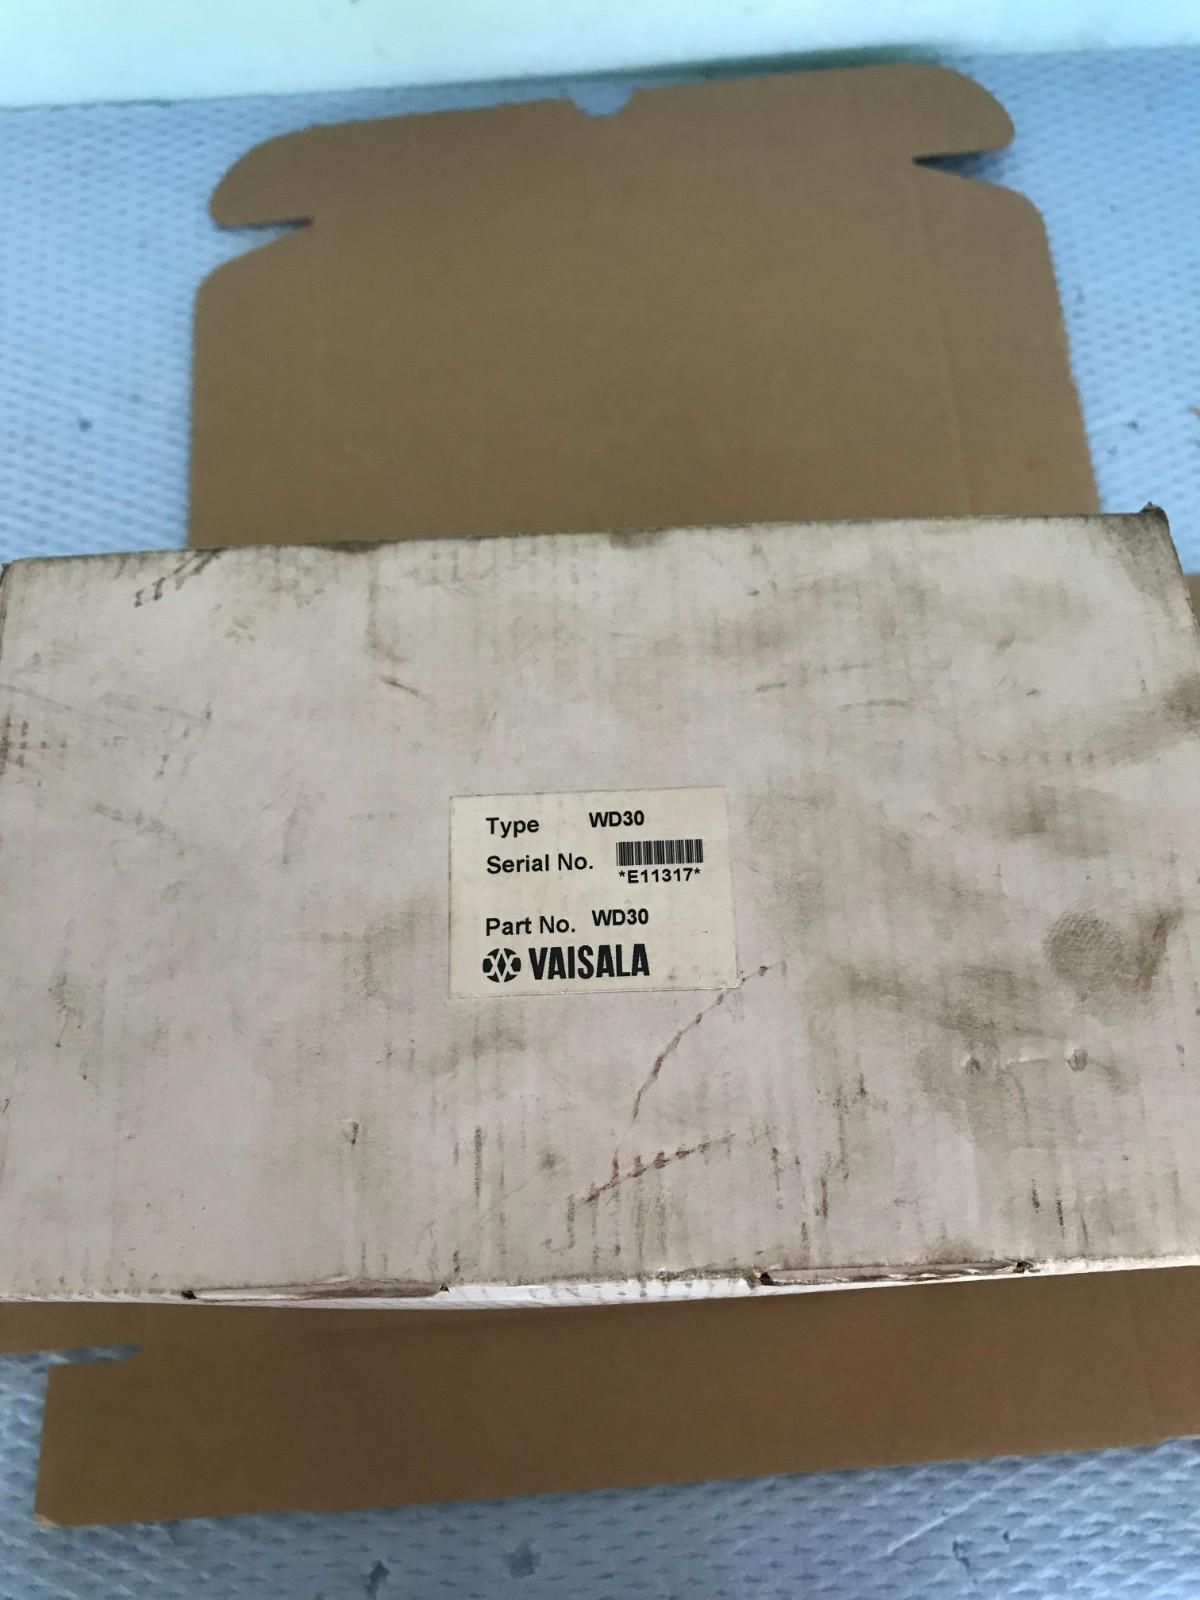 Type WD30
Serial No.
*E11317*
Part No. WD30
VAISALA